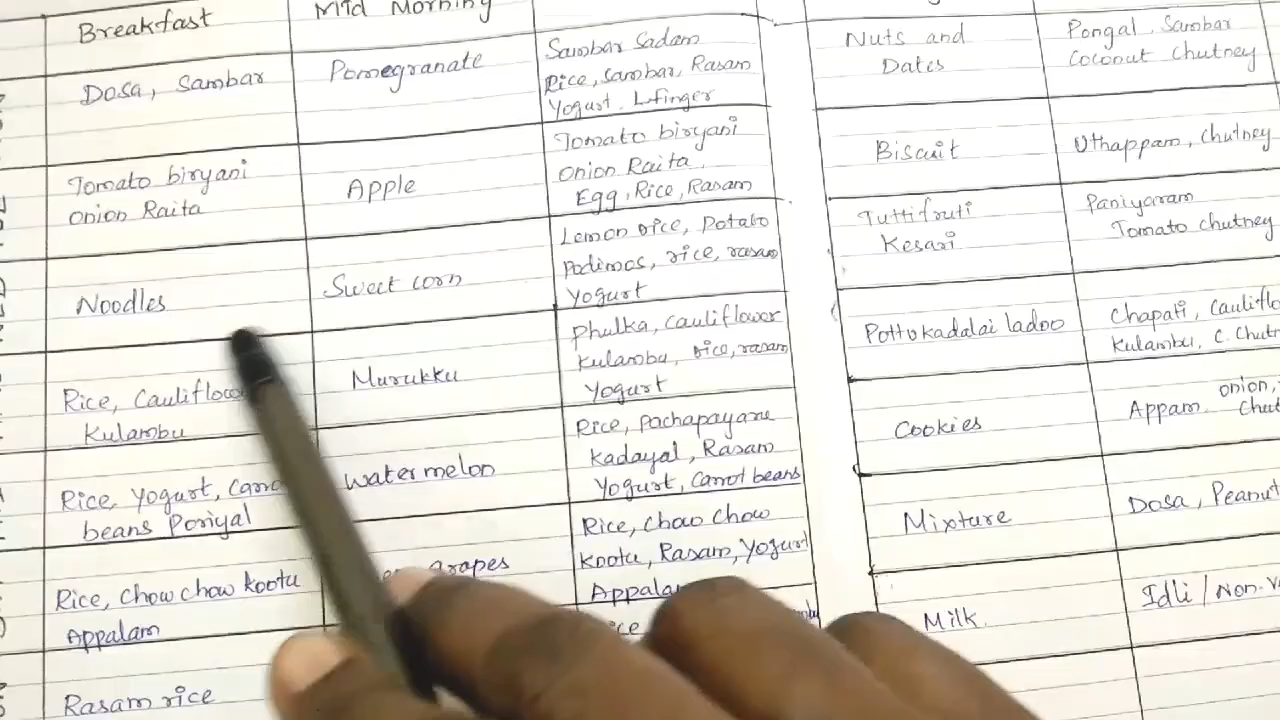 Breakfast
Mid Morning
Dosa, Sambar
Pomegranate
Sambar Sadam
Rice, Sambar, Rasam
Yogurt, L.finger
Nuts and
Dates
Pongal, Sambar
Coconut Chutney
Tomato biryani
Onion Raita
Apple
Tomato biryani
Onion Raita
Egg, Rice, Rasam
Biscuit
Uthappam, Chutney
Noodles
Sweet corn
Lemon rice, Potato
Podimas, rice, rasam
Yogurt
Tuttifruti
Kesari
Paniyaram
Tomato chutney
Rice, Cauliflow
Kulambu
Murukku
Phulka, Cauliflower
Kulambu, rice, rasam
Yogurt
Pottukadalai ladoo
Chapati, Caulifl
Kulambu, C. Chutn
Rice, Yogurt, Carro
beans Poriyal
Watermelon
Rice, Pachapayaru
Kadayal, Rasam
Yogurt, Carrot beans
Cookies
Appam, onion,
Chut
Rice, Chow chow kootu
Appalam
grapes
Rice, Chow Chow
Kootu, Rasam, Yogurt
Appala
Mixture
Dosa, Peanut
Rasam rice
Milk.
Idli / Non. V